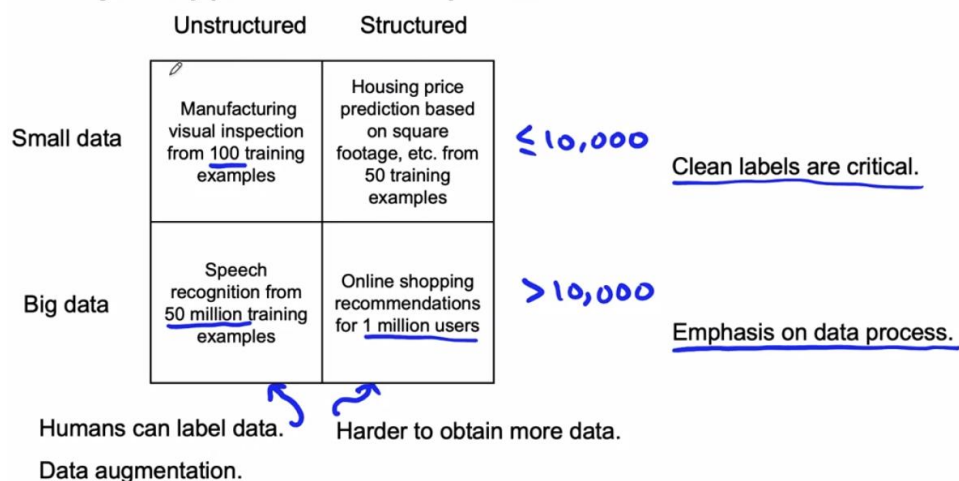 Unstructured
Structured
Small data
Manufacturing
visual inspection
from 100 training
examples
Housing price
prediction based
on square
footage, etc. from
50 training
examples
≤10,000
Clean labels are critical.
Big data
Speech
recognition from
50 million training
examples
Online shopping
recommendations
for 1 million users
>10,000
Emphasis on data process.
Humans can label data.
Data augmentation.
Harder to obtain more data.